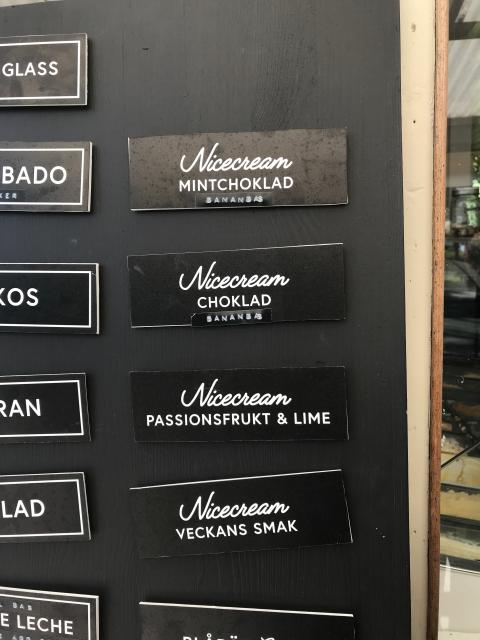 GLASS
BADO
KER
KOS
RAN
LAD
E LECHE
Nicecream
MINTCHOKLAD
BANANBAS
Nicecream
CHOKLAD
BANANBAS
Nicecream
PASSIONSFRUKT & LIME
Nicecream
VECKANS SMAK